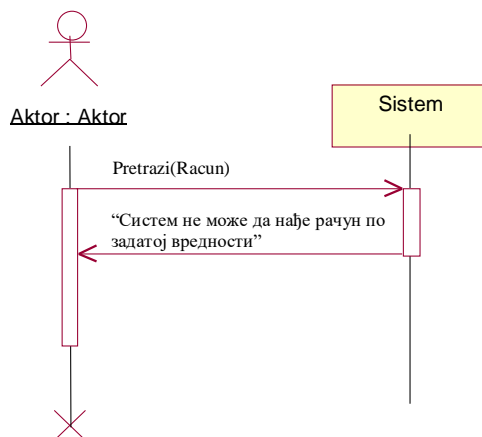 Aktor : Aktor
Sistem
Pretrazi(Racun)
“Систем не може да нађе рачун по
задатој вредности”